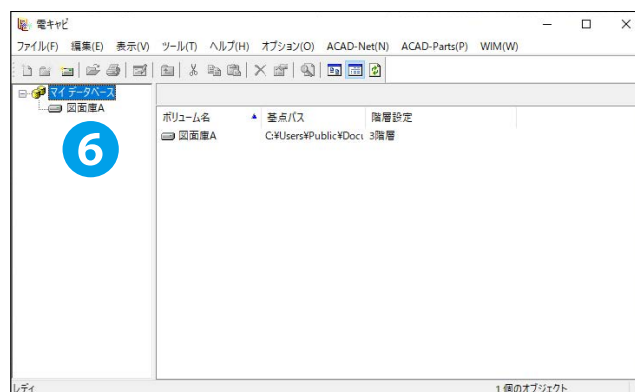 電キャビ
ファイル(F) 編集(E) 表示(V) ツール(T) ヘルプ(H) オプション(O) ACAD-Net(N) ACAD-Parts(P) WIM(W)
マイデータベース
図面庫A
6
ボリューム名 基点パス 階層設定
図面庫A C:¥Users¥Public¥Docu 3階層
レディ 1 個のオブジェクト